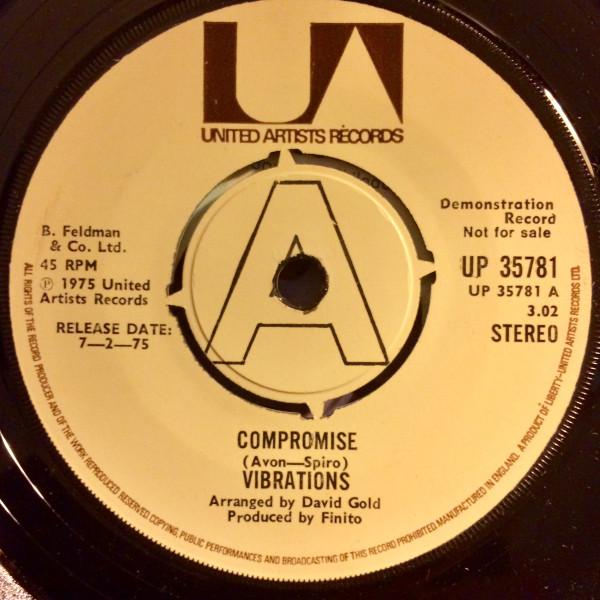 UA
UNITED ARTISTS RECORDS
A
B. Feldman
& Co. Ltd.
45 RPM
Ⓟ 1975 United
Artists Records
RELEASE DATE:
7—2—75
Demonstration
Record
Not for sale
UP 35781
UP 35781 A
3.02
STEREO
COMPROMISE
(Avon—Spiro)
VIBRATIONS
Arranged by David Gold
Produced by Finito
ALL RIGHTS OF THE RECORD PRODUCER AND OF THE WORK REPRODUCED RESERVED. COPYING, PUBLIC PERFORMANCES AND BROADCASTING OF THIS RECORD PROHIBITED. MANUFACTURED IN ENGLAND. A PRODUCT OF LIBERTY–UNITED ARTISTS RECORDS LTD.